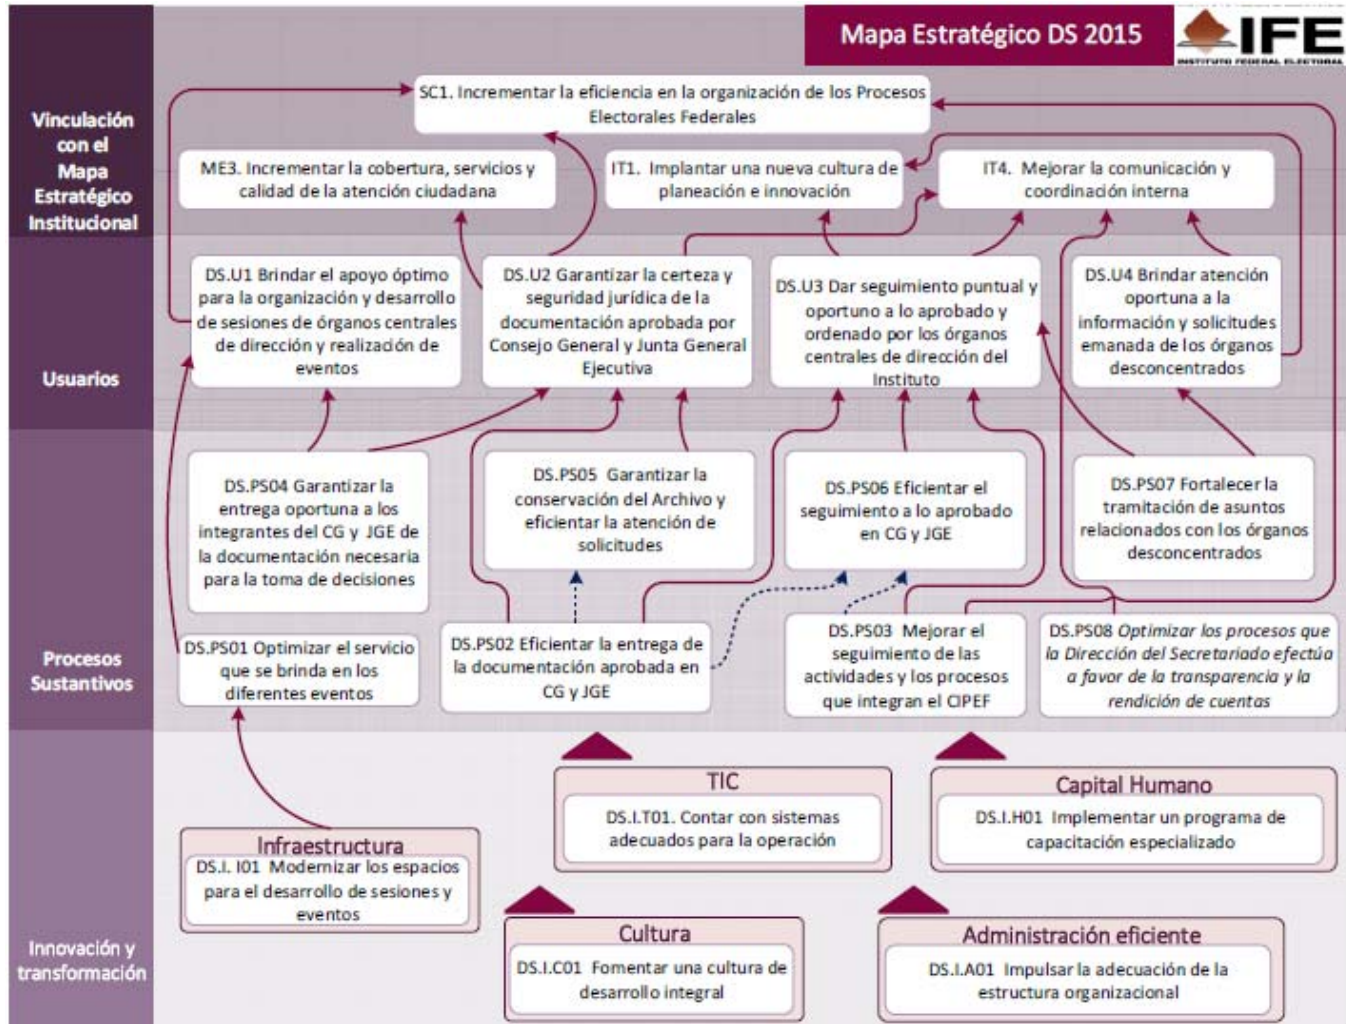 Mapa Estratégico DS 2015
IFE
INSTITUTO FEDERAL ELECTORAL
Vinculación
con el
Mapa
Estratégico
Institucional
SC1. Incrementar la eficiencia en la organización de los Procesos
Electorales Federales
ME3. Incrementar la cobertura, servicios y
calidad de la atención ciudadana
IT1. Implantar una nueva cultura de
planeación e innovación
IT4. Mejorar la comunicación y
coordinación interna
Usuarios
DS.U1 Brindar el apoyo óptimo
para la organización y desarrollo
de sesiones de órganos centrales
de dirección y realización de
eventos
DS.U2 Garantizar la certeza y
seguridad jurídica de la
documentación aprobada por
Consejo General y Junta General
Ejecutiva
DS.U3 Dar seguimiento puntual y
oportuno a lo aprobado y
ordenado por los órganos
centrales de dirección del
Instituto
DS.U4 Brindar atención
oportuna a la
información y solicitudes
emanada de los órganos
desconcentrados
Procesos
Sustantivos
DS.PS04 Garantizar la
entrega oportuna a los
integrantes del CG y JGE de
la documentación necesaria
para la toma de decisiones
DS.PS05 Garantizar la
conservación del Archivo y
eficientar la atención de
solicitudes
DS.PS06 Eficientar el
seguimiento a lo aprobado
en CG y JGE
DS.PS07 Fortalecer la
tramitación de asuntos
relacionados con los órganos
desconcentrados
DS.PS01 Optimizar el servicio
que se brinda en los
diferentes eventos
DS.PS02 Eficientar la entrega de
la documentación aprobada en
CG y JGE
DS.PS03 Mejorar el
seguimiento de las
actividades y los procesos
que integran el CIPEF
DS.PS08 Optimizar los procesos que
la Dirección del Secretariado efectúa
a favor de la transparencia y la
rendición de cuentas
Innovación y
transformación
Infraestructura
DS.I. I01 Modernizar los espacios
para el desarrollo de sesiones y
eventos
TIC
DS.I.T01. Contar con sistemas
adecuados para la operación
Capital Humano
DS.I.H01 Implementar un programa de
capacitación especializado
Cultura
DS.I.C01 Fomentar una cultura de
desarrollo integral
Administración eficiente
DS.I.A01 Impulsar la adecuación de la
estructura organizacional